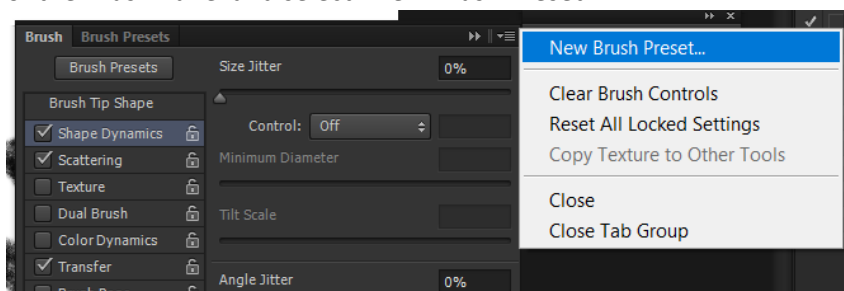 Brush Brush Presets
Brush Presets
Size Jitter
0%
Brush Tip Shape
Shape Dynamics
Control: Off
Scattering
Minimum Diameter
Texture
Dual Brush
Tilt Scale
Color Dynamics
Transfer
Angle Jitter
0%
New Brush Preset...
Clear Brush Controls
Reset All Locked Settings
Copy Texture to Other Tools
Close
Close Tab Group